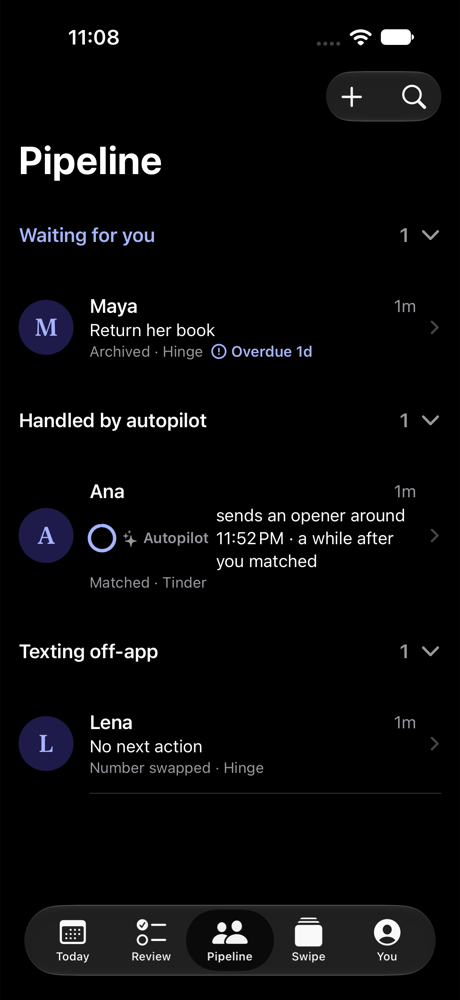 11:08
Pipeline
Waiting for you 1
M
Maya 1m
Return her book
Archived · Hinge Overdue 1d
Handled by autopilot 1
A
Ana 1m
Autopilot
sends an opener around
11:52 PM · a while after
you matched
Matched · Tinder
Texting off-app 1
L
Lena 1m
No next action
Number swapped · Hinge
Today Review Pipeline Swipe You